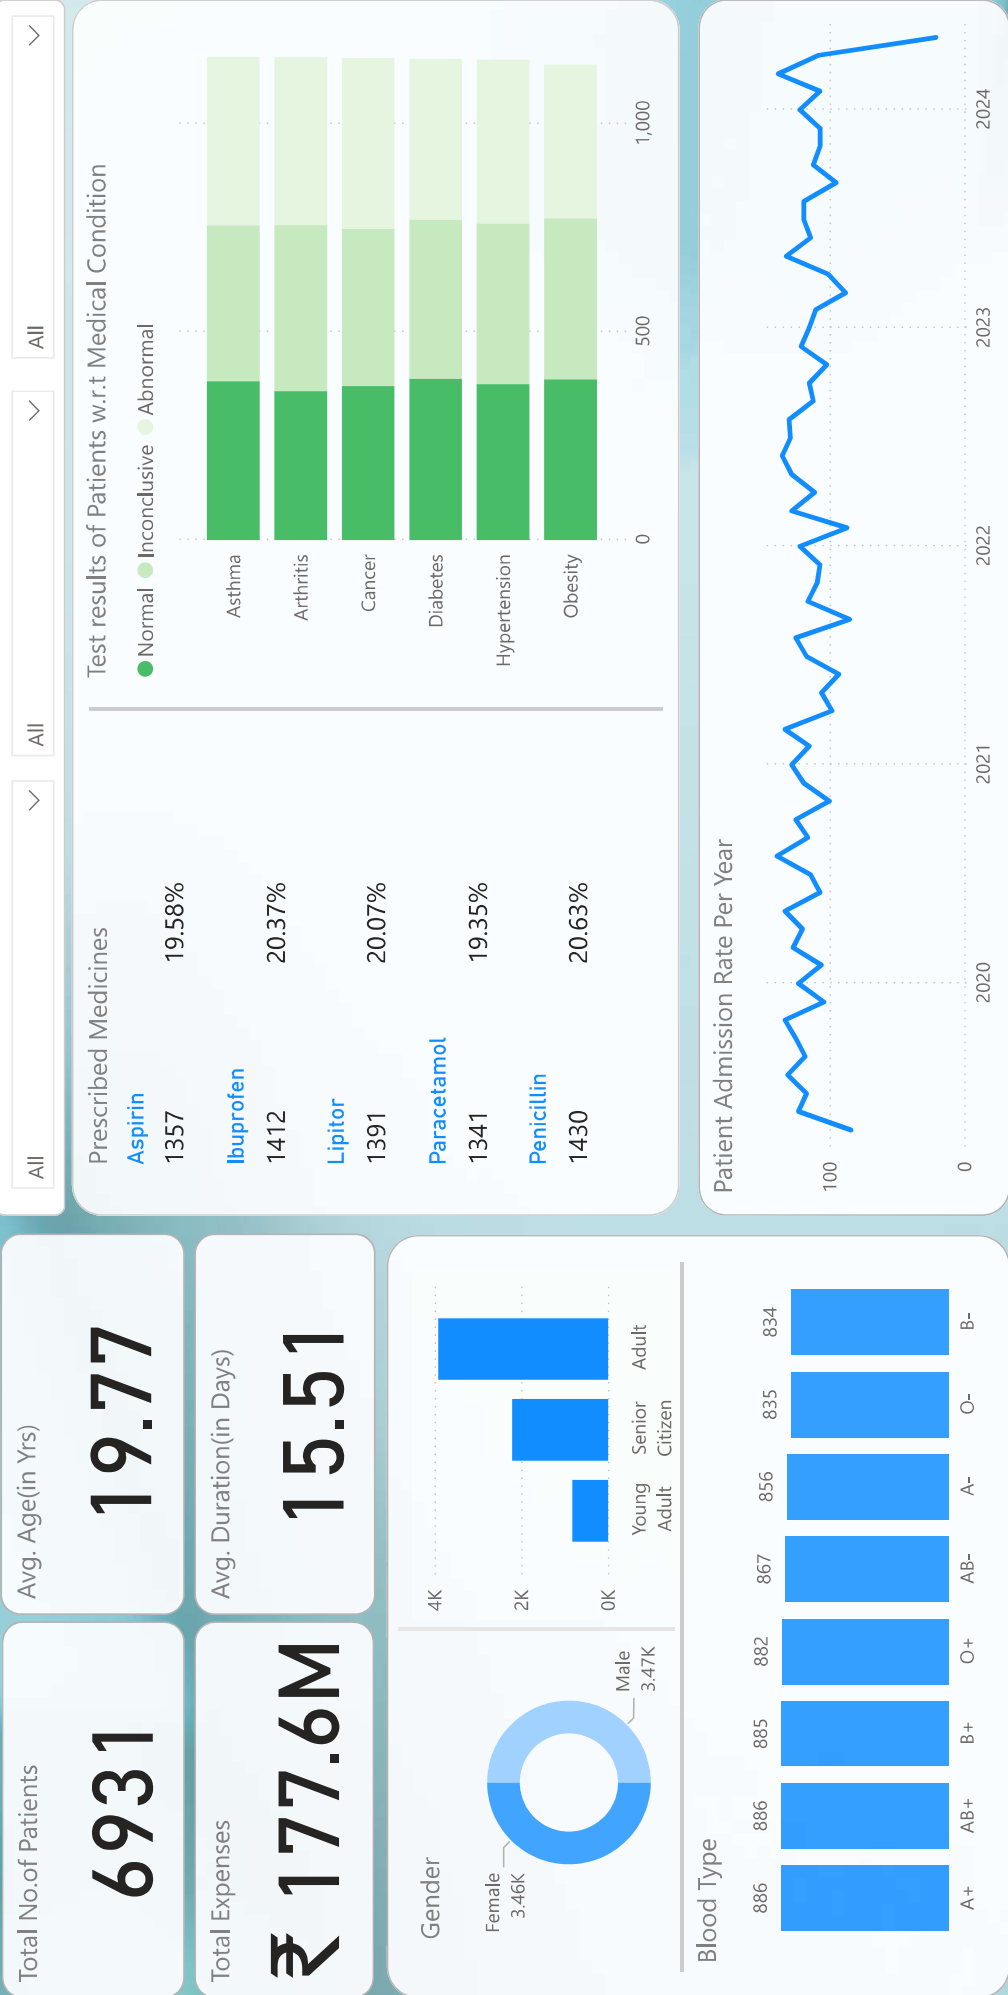 Total No.of Patients
6931
Avg. Age(in Yrs)
19.77
Total Expenses
₹ 177.6M
Avg. Duration(in Days)
15.51
All
All
All
Gender
Female
3.46K
Male
3.47K
4K
2K
0K
Young
Adult
Senior
Citizen
Adult
Blood Type
886
886
885
882
867
856
835
834
A+
AB+
B+
O+
AB-
A-
O-
B-
Prescribed Medicines
Aspirin
1357 19.58%
Ibuprofen
1412 20.37%
Lipitor
1391 20.07%
Paracetamol
1341 19.35%
Penicillin
1430 20.63%
Test results of Patients w.r.t Medical Condition
Normal Inconclusive Abnormal
Asthma
Arthritis
Cancer
Diabetes
Hypertension
Obesity
0 500 1,000
Patient Admission Rate Per Year
100
0
2020 2021 2022 2023 2024